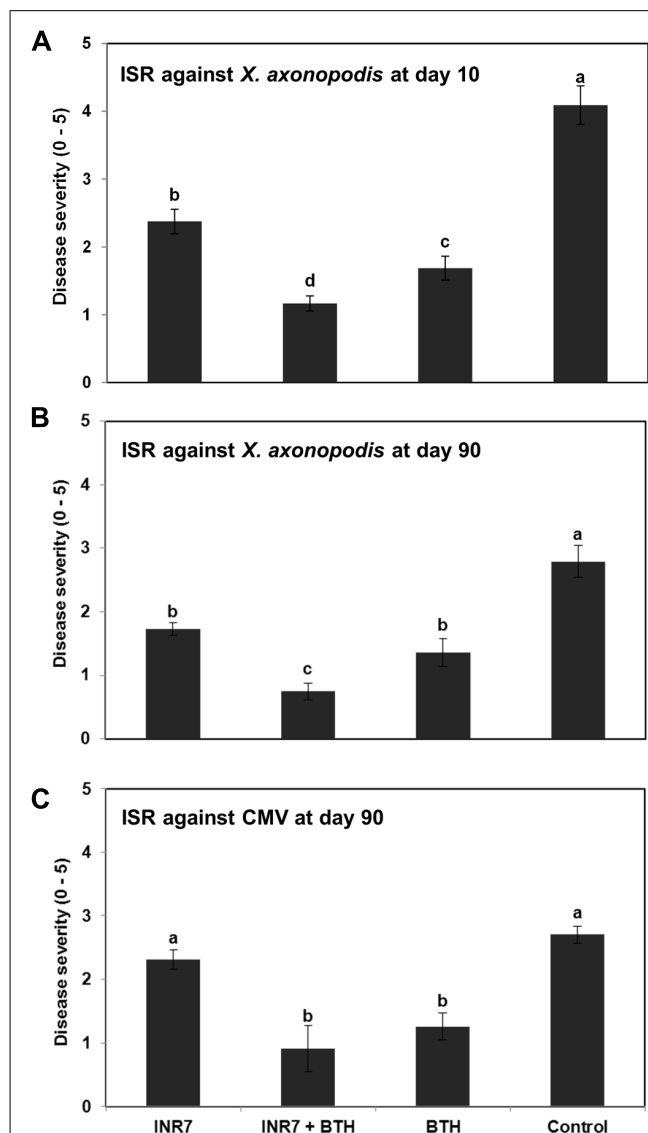 A
ISR against X. axonopodis at day 10
Disease severity (0 - 5)
5
4
3
2
1
0
b
d
c
a
B
ISR against X. axonopodis at day 90
Disease severity (0 - 5)
5
4
3
2
1
0
b
c
b
a
C
ISR against CMV at day 90
Disease severity (0 - 5)
5
4
3
2
1
0
a
b
b
a
INR7 INR7 + BTH BTH Control